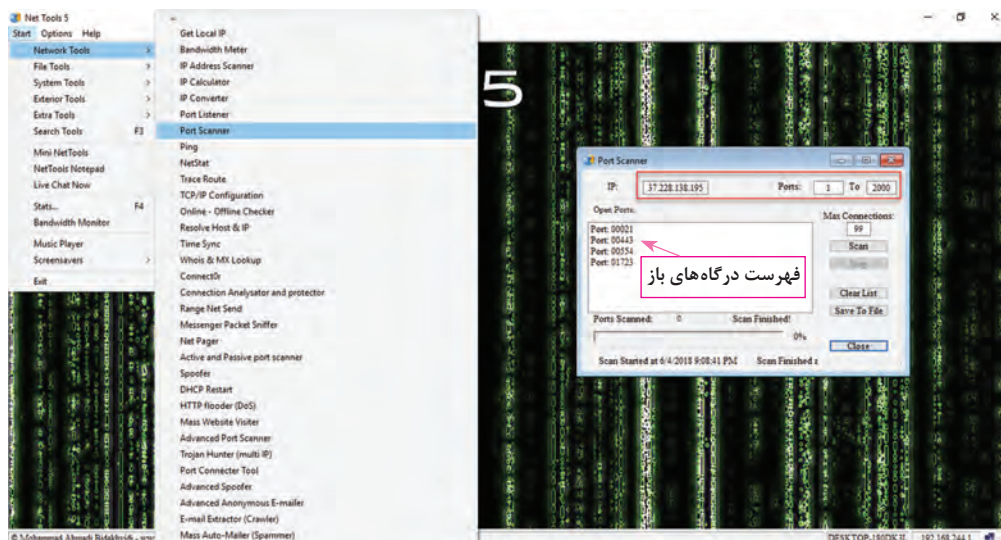 Net Tools 5
Start Options Help
Network Tools
File Tools
System Tools
Exterior Tools
Extra Tools
Search Tools F3
Mini NetTools
NetTools Notepad
Live Chat Now
Stats... F4
Bandwidth Monitor
Music Player
Screensavers
Exit
Get Local IP
Bandwidth Meter
IP Address Scanner
IP Calculator
IP Converter
Port Listener
Port Scanner
Ping
NetStat
Trace Route
TCP/IP Configuration
Online - Offline Checker
Resolve Host & IP
Time Sync
Whois & MX Lookup
Connect0r
Connection Analysator and protector
Range Net Send
Messenger Packet Sniffer
Net Pager
Active and Passive port scanner
Spoofer
DHCP Restart
HTTP flooder (DoS)
Mass Website Visiter
Advanced Port Scanner
Trojan Hunter (multi IP)
Port Connecter Tool
Advanced Spoofer
Advanced Anonymous E-mailer
E-mail Extractor (Crawler)
Mass Auto-Mailer (Spammer)
5
Port Scanner
IP: 37.228.138.195 Ports: 1 To 2000
Open Ports:
Max Connections:
99
Port: 00021
Port: 00443
Port: 00554
Port: 01723
فهرست درگاه‌های باز
Scan
Stop
Clear List
Save To File
Ports Scanned: 0 Scan Finished!
0%
Close
Scan Started at 6/4/2018 9:08:41 PM Scan Finished a
© Mohammad Ahmadi Bidakhvidi - www
DESKTOP-180DKJL 192.168.244.1